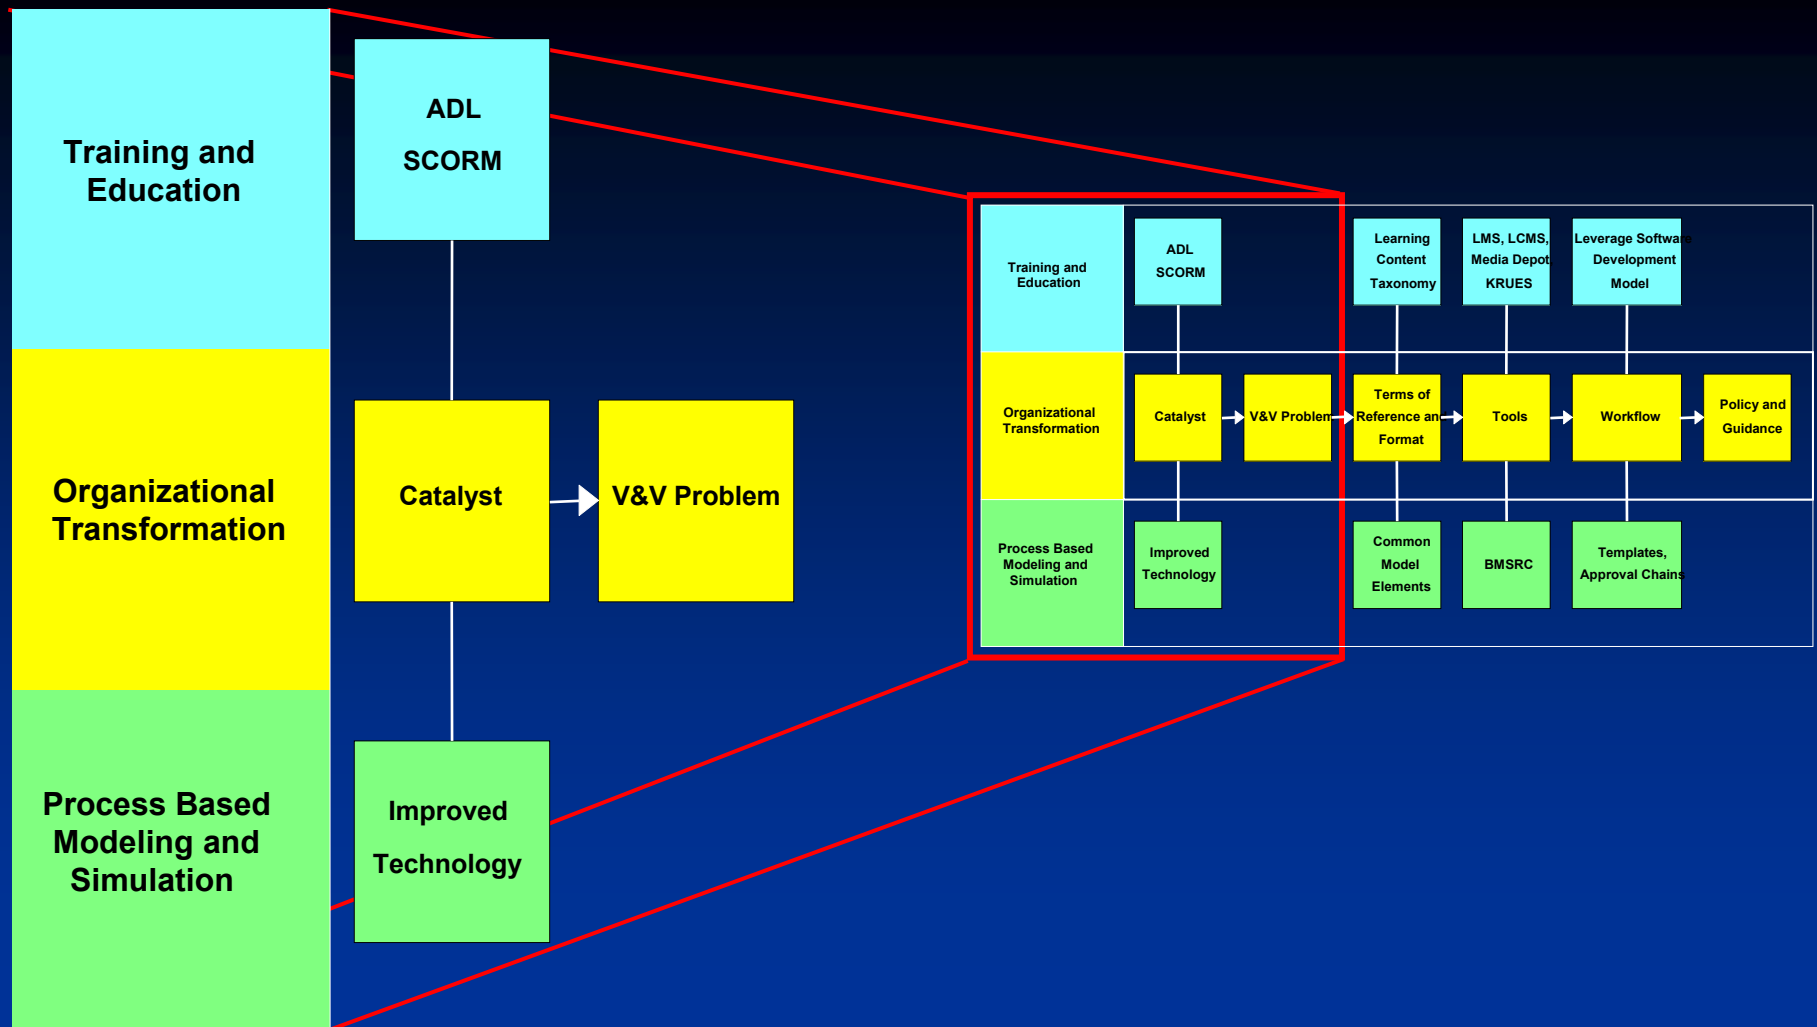 Training and
Education
ADL
SCORM
Organizational
Transformation
Catalyst
V&V Problem
Process Based
Modeling and
Simulation
Improved
Technology
Training and
Education
ADL
SCORM
Learning
Content
Taxonomy
LMS, LCMS,
Media Depot
KRUES
Leverage Software
Development
Model
Organizational
Transformation
Catalyst
V&V Problem
Terms of
Reference and
Format
Tools
Workflow
Policy and
Guidance
Process Based
Modeling and
Simulation
Improved
Technology
Common
Model
Elements
BMSRC
Templates,
Approval Chains